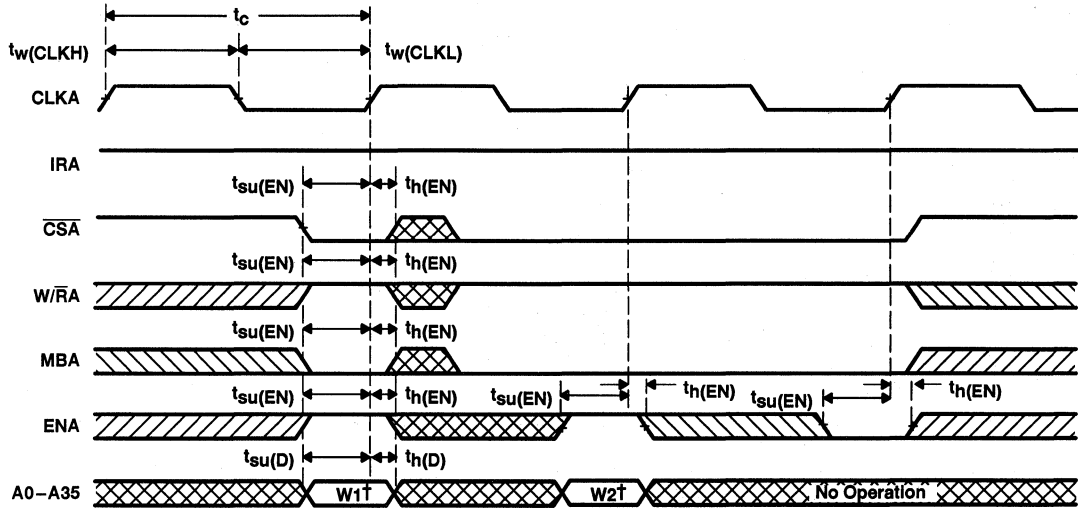 tc
tw(CLKH) tw(CLKL)
CLKA
IRA
tsu(EN) th(EN)
CSA
tsu(EN) th(EN)
W/RA
tsu(EN) th(EN)
MBA
tsu(EN) th(EN) tsu(EN) th(EN) tsu(EN) th(EN)
ENA
tsu(D) th(D)
A0–A35 W1† W2† No Operation